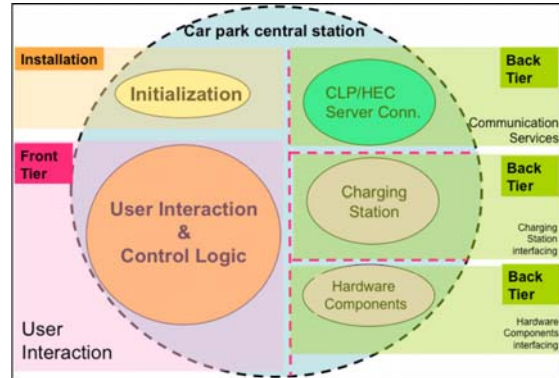 Car park central station
Installation
Initialization
CLP/HEC
Server Conn.
Back
Tier
Communication
Services
Front
Tier
User Interaction
&
Control Logic
User
Interaction
Charging
Station
Back
Tier
Charging
Station
interfacing
Hardware
Components
Back
Tier
Hardware
Components
interfacing